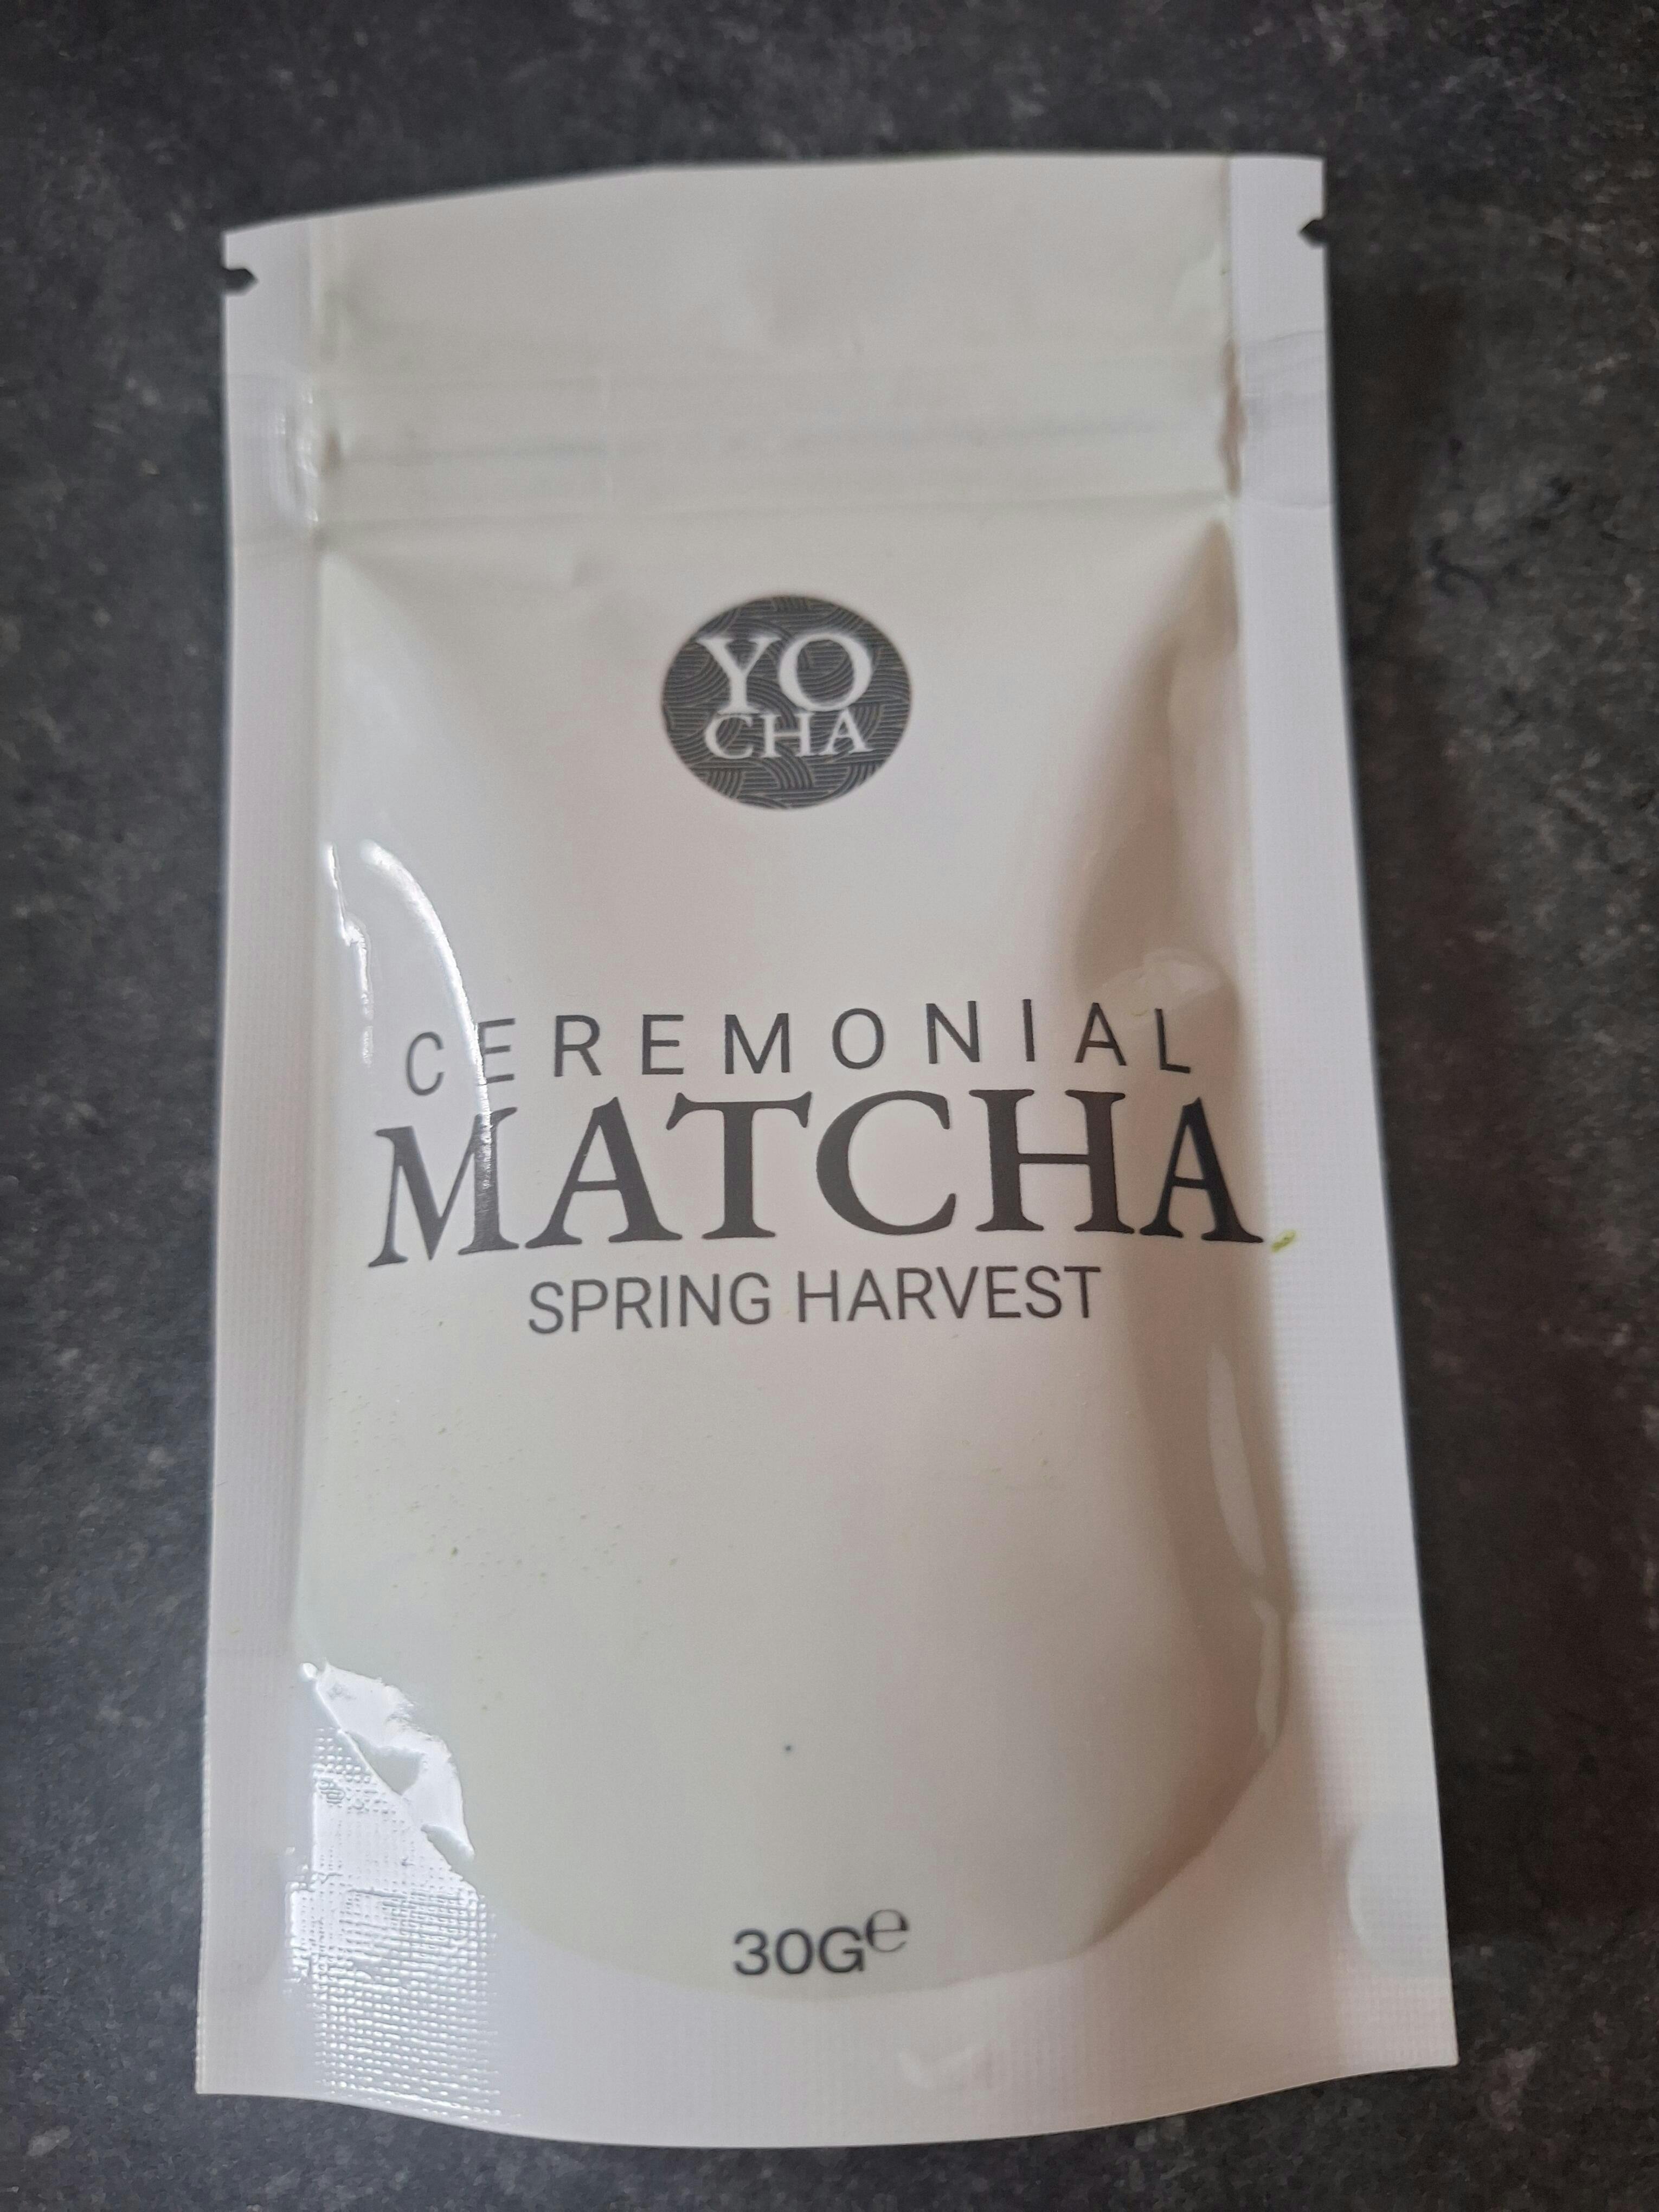 YO
CHA
CEREMONIAL
MATCHA
SPRING HARVEST
30G℮